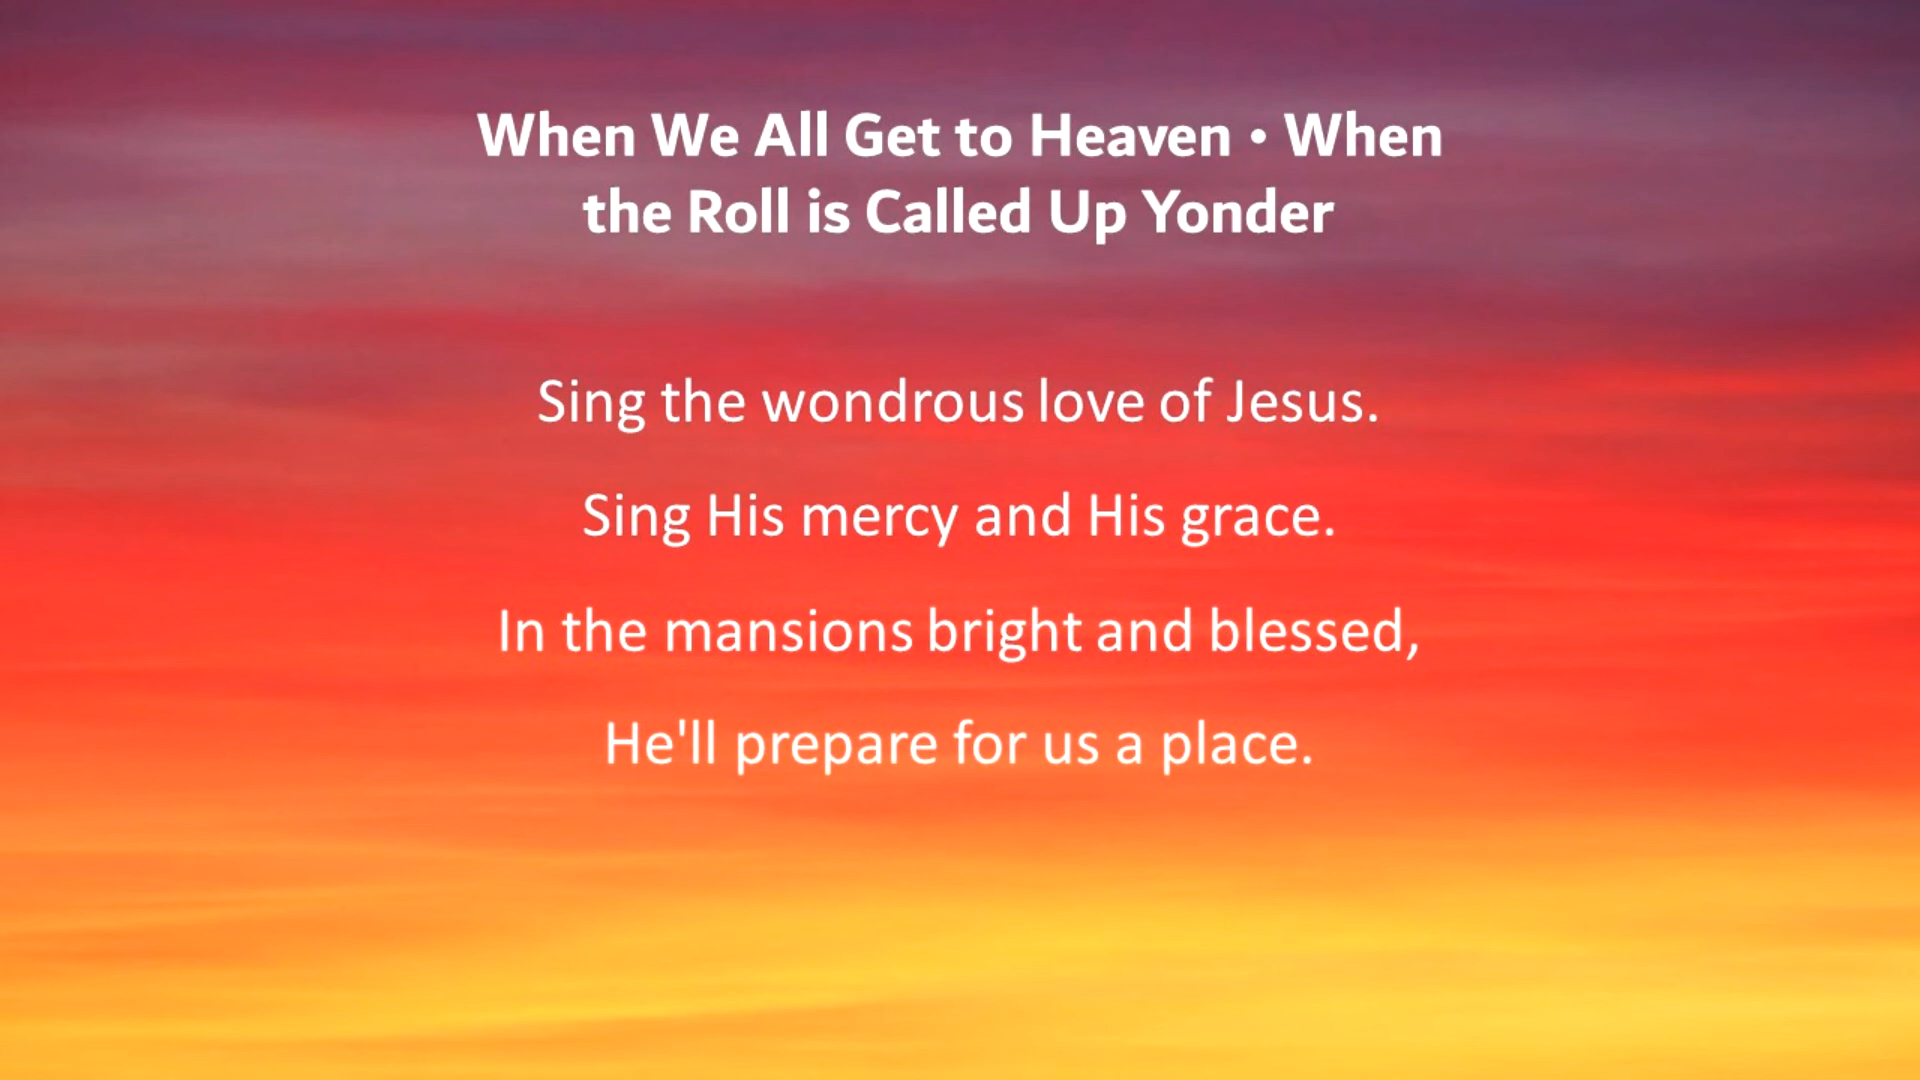 When We All Get to Heaven • When
the Roll is Called Up Yonder
Sing the wondrous love of Jesus.
Sing His mercy and His grace.
In the mansions bright and blessed,
He'll prepare for us a place.